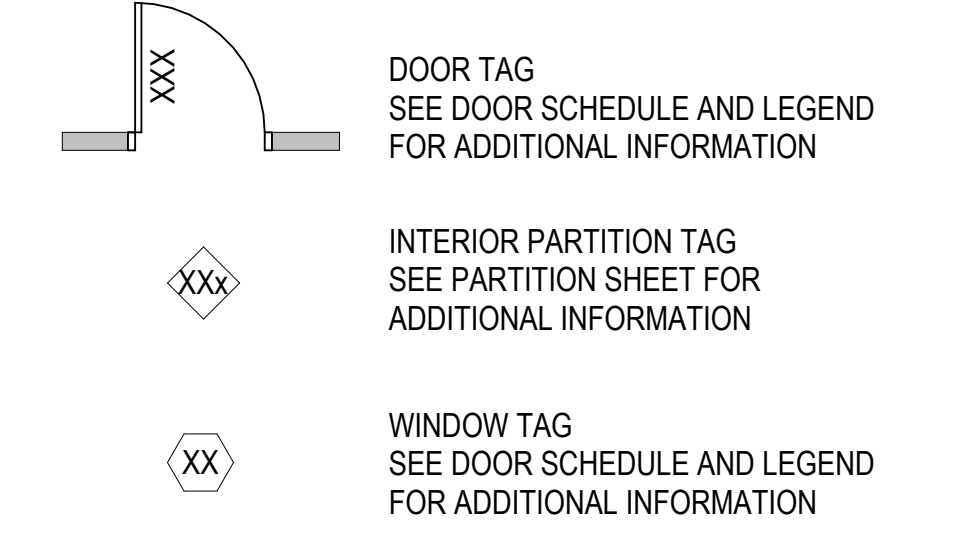 XXX
DOOR TAG
SEE DOOR SCHEDULE AND LEGEND
FOR ADDITIONAL INFORMATION
XXx
INTERIOR PARTITION TAG
SEE PARTITION SHEET FOR
ADDITIONAL INFORMATION
XX
WINDOW TAG
SEE DOOR SCHEDULE AND LEGEND
FOR ADDITIONAL INFORMATION